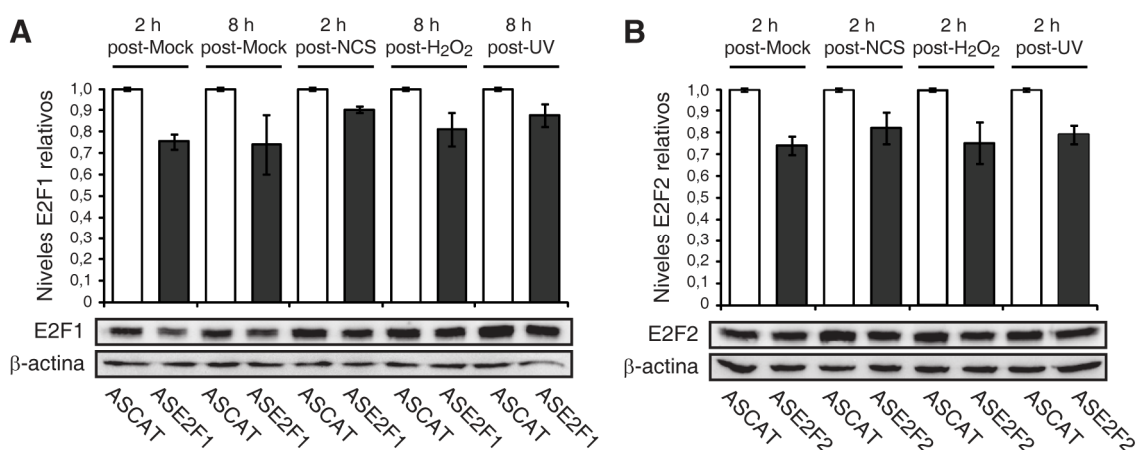 A
2 h
post-Mock
8 h
post-Mock
2 h
post-NCS
8 h
post-H₂O₂
8 h
post-UV
Niveles E2F1 relativos
1,0
0,9
0,8
0,7
0,6
0,5
0,4
0,3
0,2
0,1
0
E2F1
β-actina
ASCAT
ASE2F1
ASCAT
ASE2F1
ASCAT
ASE2F1
ASCAT
ASE2F1
ASCAT
ASE2F1
B
2 h
post-Mock
2 h
post-NCS
2 h
post-H₂O₂
2 h
post-UV
Niveles E2F2 relativos
1,0
0,9
0,8
0,7
0,6
0,5
0,4
0,3
0,2
0,1
0
E2F2
β-actina
ASCAT
ASE2F2
ASCAT
ASE2F2
ASCAT
ASE2F2
ASCAT
ASE2F2